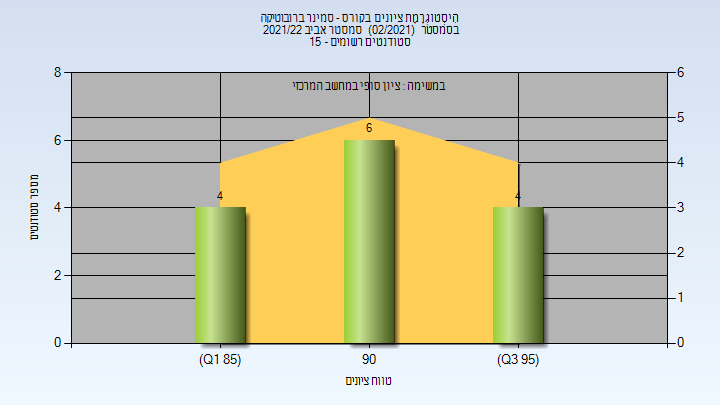 היסטוגרמת ציונים בקורס - סמינר ברובוטיקה
בסמסטר (02/2021) סמסטר אביב 2021/22
סטודנטים רשומים - 15
במשימה : ציון סופי במחשב המרכזי
8
6
4
2
0
6
5
4
3
2
1
0
4
6
4
מספר סטודנטים
(Q1 85)
90
(Q3 95)
טווח ציונים